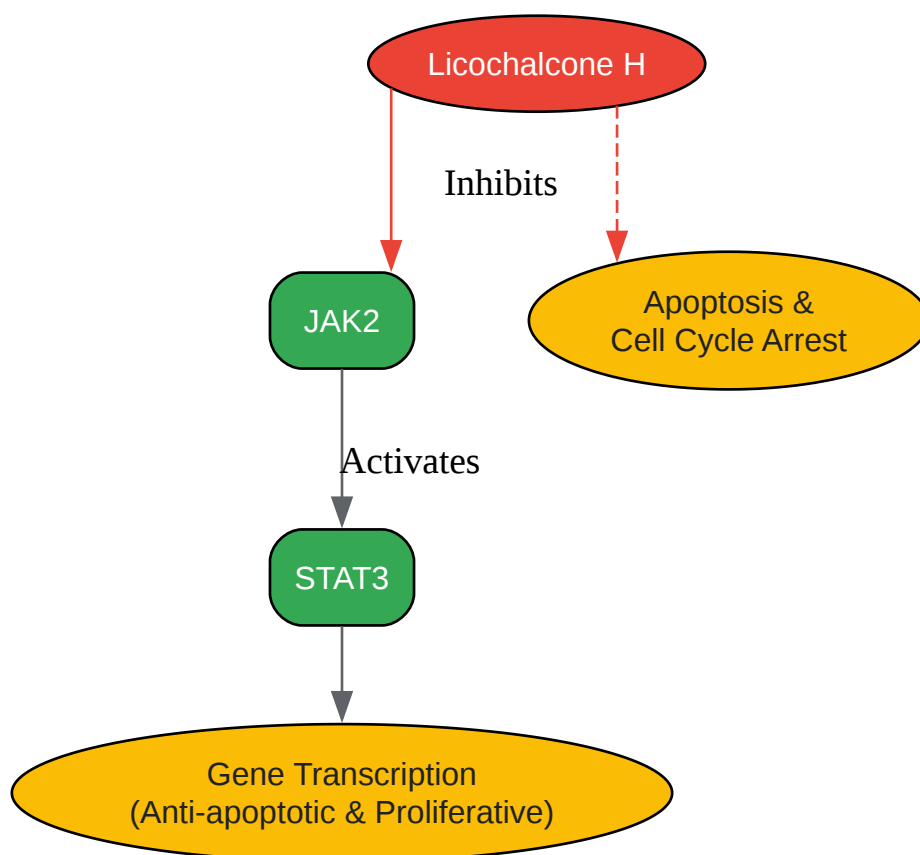 Licochalcone H
Inhibits
JAK2
Apoptosis &
Cell Cycle Arrest
Activates
STAT3
Gene Transcription
(Anti-apoptotic & Proliferative)